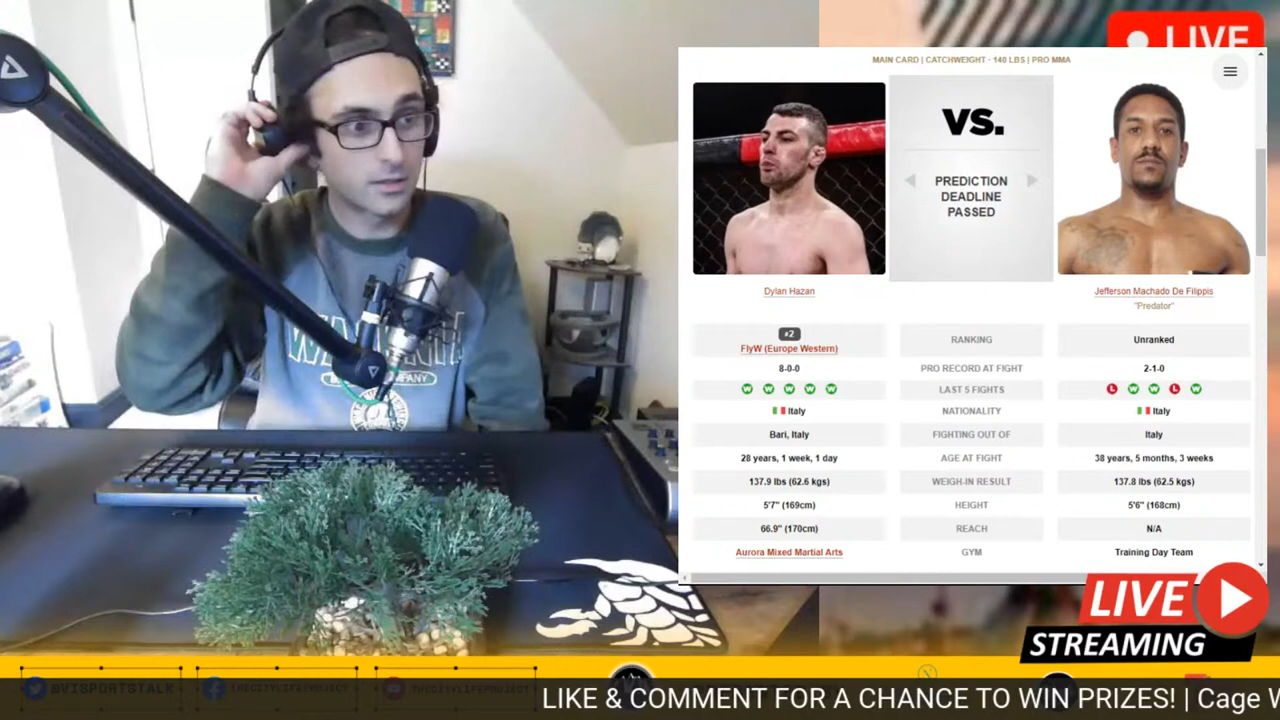 LIVE
MAIN CARD | CATCHWEIGHT · 140 LBS | PRO MMA
VS.
PREDICTION
DEADLINE
PASSED
Dylan Hazan
Jefferson Machado De Filippis
"Predator"
#2
FlyW (Europe Western)
RANKING
Unranked
8-0-0
PRO RECORD AT FIGHT
2-1-0
W W W W W
LAST 5 FIGHTS
L W W L W
Italy
NATIONALITY
Italy
Bari, Italy
FIGHTING OUT OF
Italy
28 years, 1 week, 1 day
AGE AT FIGHT
38 years, 5 months, 3 weeks
137.9 lbs (62.6 kgs)
WEIGH-IN RESULT
137.8 lbs (62.5 kgs)
5'7" (169cm)
HEIGHT
5'6" (168cm)
66.9" (170cm)
REACH
N/A
Aurora Mixed Martial Arts
GYM
Training Day Team
LIVE
STREAMING
@VISPORTSTALK
THECITYLIFEPROJECT
THECITYLIFEPROJECT
LIKE & COMMENT FOR A CHANCE TO WIN PRIZES! | Cage W